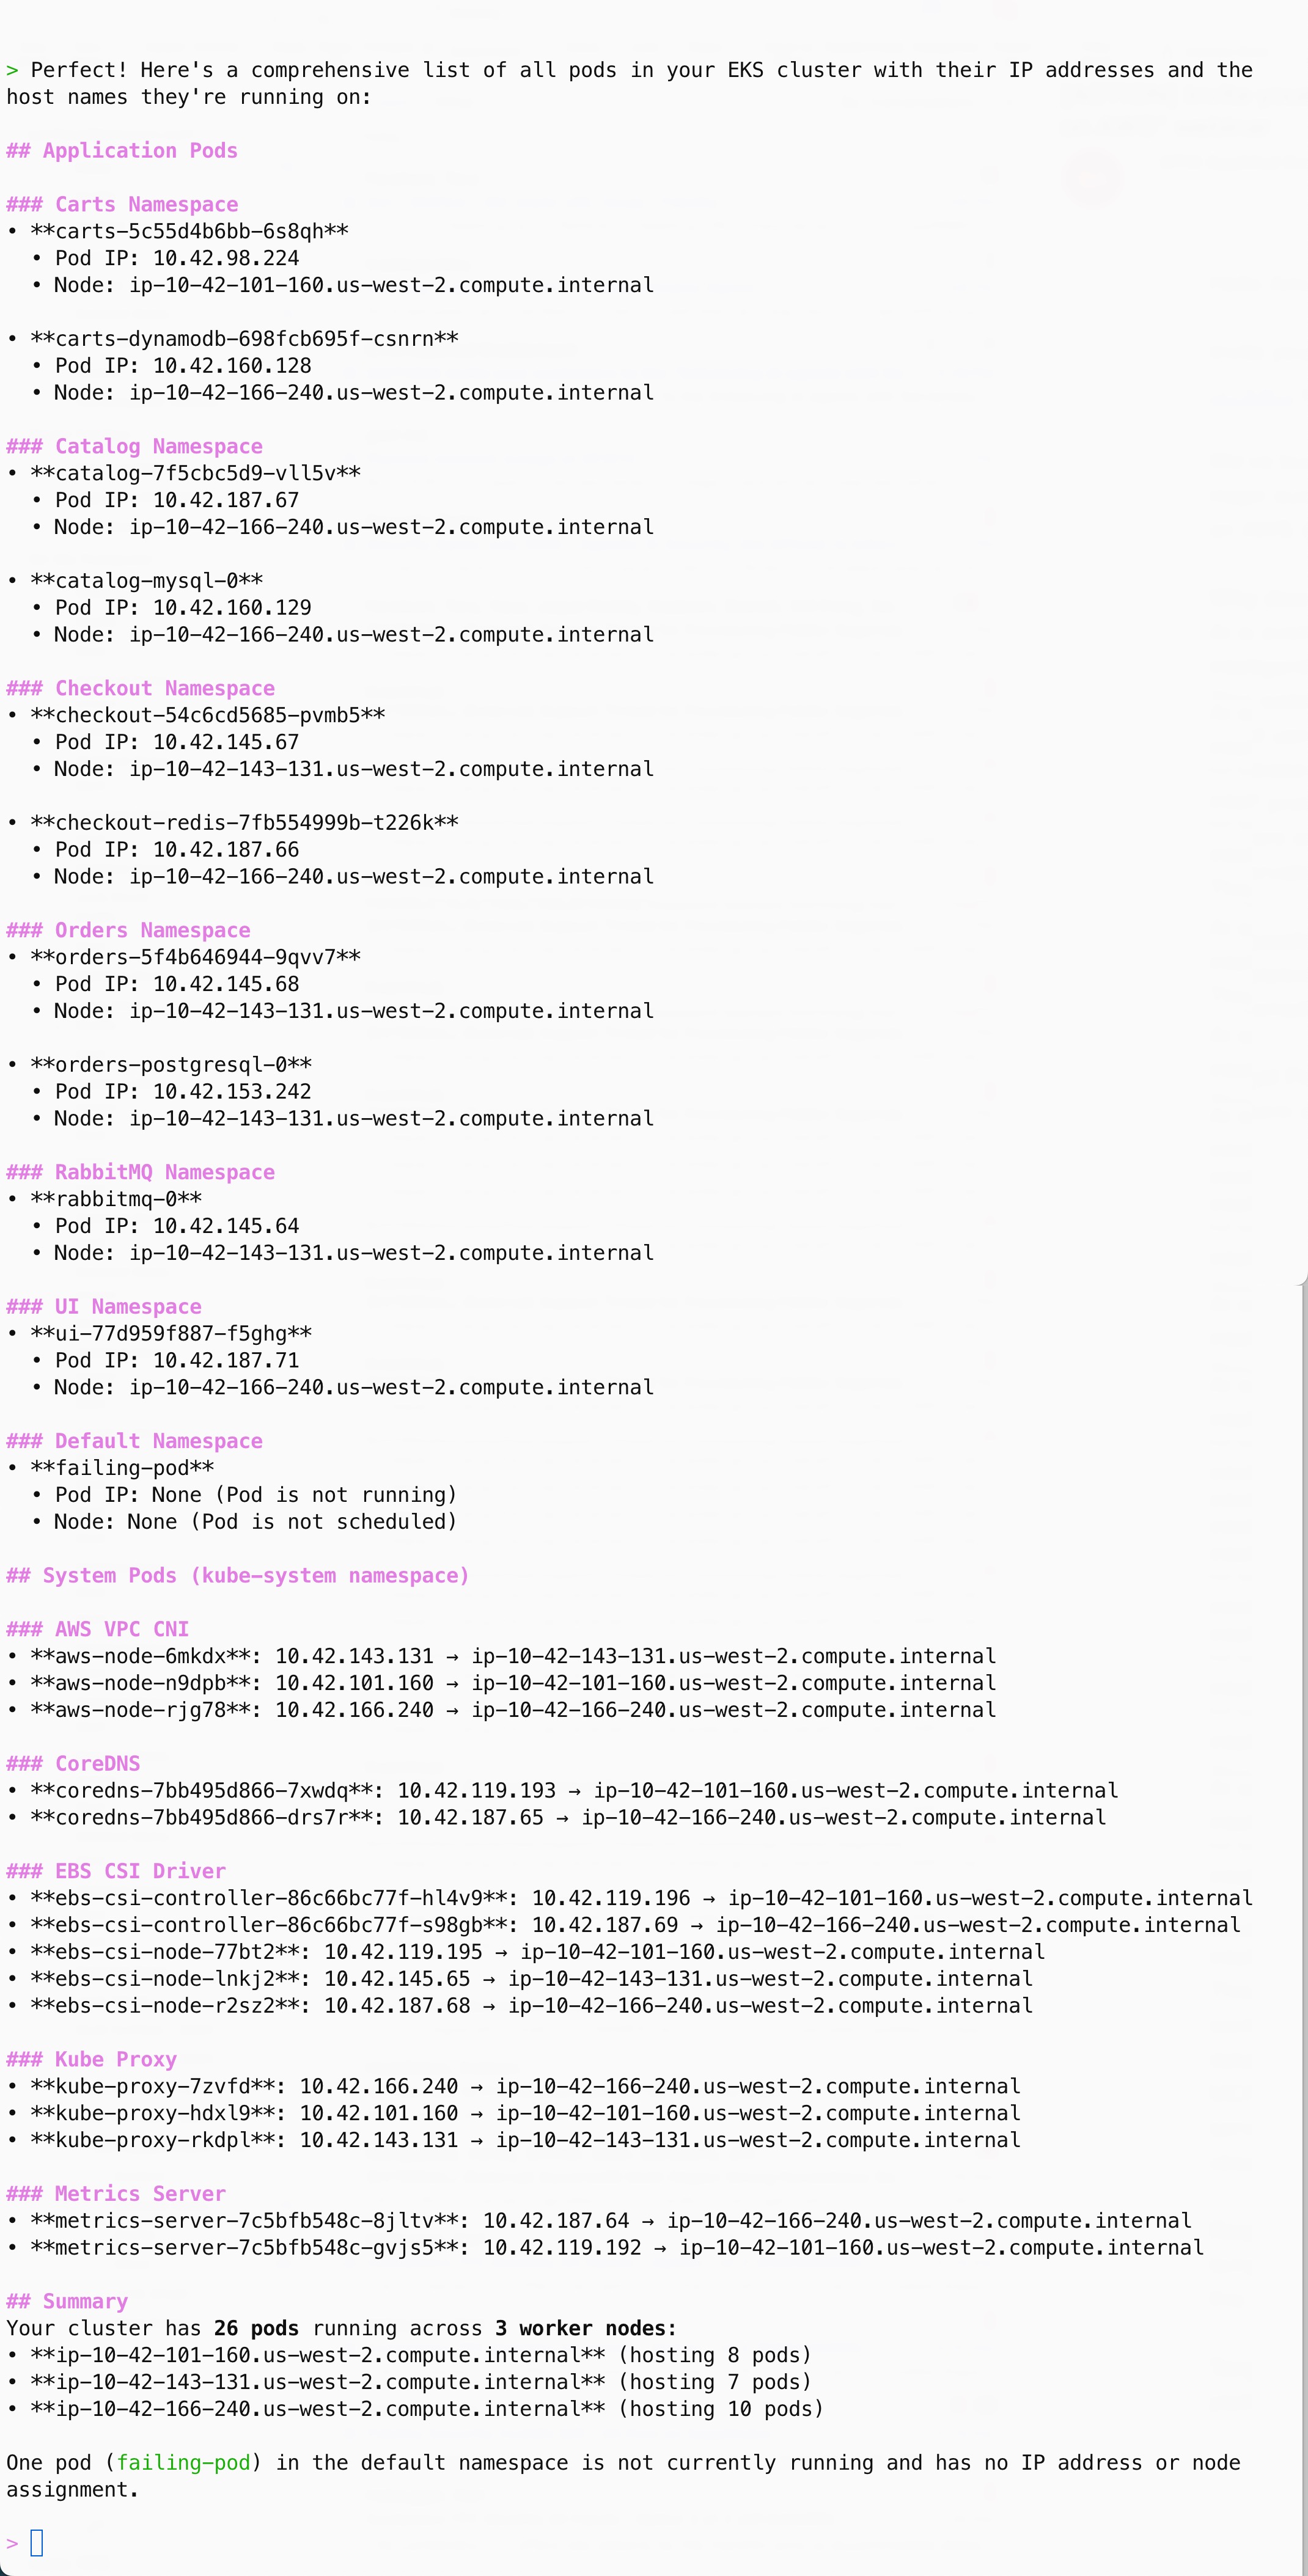 > Perfect! Here's a comprehensive list of all pods in your EKS cluster with their IP addresses and the
host names they're running on:
## Application Pods
### Carts Namespace
• **carts-5c55d4b6bb-6s8qh**
• Pod IP: 10.42.98.224
• Node: ip-10-42-101-160.us-west-2.compute.internal
• **carts-dynamodb-698fcb695f-csnrn**
• Pod IP: 10.42.160.128
• Node: ip-10-42-166-240.us-west-2.compute.internal
### Catalog Namespace
• **catalog-7f5cbc5d9-vll5v**
• Pod IP: 10.42.187.67
• Node: ip-10-42-166-240.us-west-2.compute.internal
• **catalog-mysql-0**
• Pod IP: 10.42.160.129
• Node: ip-10-42-166-240.us-west-2.compute.internal
### Checkout Namespace
• **checkout-54c6cd5685-pvmb5**
• Pod IP: 10.42.145.67
• Node: ip-10-42-143-131.us-west-2.compute.internal
• **checkout-redis-7fb554999b-t226k**
• Pod IP: 10.42.187.66
• Node: ip-10-42-166-240.us-west-2.compute.internal
### Orders Namespace
• **orders-5f4b646944-9qvv7**
• Pod IP: 10.42.145.68
• Node: ip-10-42-143-131.us-west-2.compute.internal
• **orders-postgresql-0**
• Pod IP: 10.42.153.242
• Node: ip-10-42-143-131.us-west-2.compute.internal
### RabbitMQ Namespace
• **rabbitmq-0**
• Pod IP: 10.42.145.64
• Node: ip-10-42-143-131.us-west-2.compute.internal
### UI Namespace
• **ui-77d959f887-f5ghg**
• Pod IP: 10.42.187.71
• Node: ip-10-42-166-240.us-west-2.compute.internal
### Default Namespace
• **failing-pod**
• Pod IP: None (Pod is not running)
• Node: None (Pod is not scheduled)
## System Pods (kube-system namespace)
### AWS VPC CNI
• **aws-node-6mkdx**: 10.42.143.131 → ip-10-42-143-131.us-west-2.compute.internal
• **aws-node-n9dpb**: 10.42.101.160 → ip-10-42-101-160.us-west-2.compute.internal
• **aws-node-rjg78**: 10.42.166.240 → ip-10-42-166-240.us-west-2.compute.internal
### CoreDNS
• **coredns-7bb495d866-7xwdq**: 10.42.119.193 → ip-10-42-101-160.us-west-2.compute.internal
• **coredns-7bb495d866-drs7r**: 10.42.187.65 → ip-10-42-166-240.us-west-2.compute.internal
### EBS CSI Driver
• **ebs-csi-controller-86c66bc77f-hl4v9**: 10.42.119.196 → ip-10-42-101-160.us-west-2.compute.internal
• **ebs-csi-controller-86c66bc77f-s98gb**: 10.42.187.69 → ip-10-42-166-240.us-west-2.compute.internal
• **ebs-csi-node-77bt2**: 10.42.119.195 → ip-10-42-101-160.us-west-2.compute.internal
• **ebs-csi-node-lnkj2**: 10.42.145.65 → ip-10-42-143-131.us-west-2.compute.internal
• **ebs-csi-node-r2sz2**: 10.42.187.68 → ip-10-42-166-240.us-west-2.compute.internal
### Kube Proxy
• **kube-proxy-7zvfd**: 10.42.166.240 → ip-10-42-166-240.us-west-2.compute.internal
• **kube-proxy-hdxl9**: 10.42.101.160 → ip-10-42-101-160.us-west-2.compute.internal
• **kube-proxy-rkdpl**: 10.42.143.131 → ip-10-42-143-131.us-west-2.compute.internal
### Metrics Server
• **metrics-server-7c5bfb548c-8jltv**: 10.42.187.64 → ip-10-42-166-240.us-west-2.compute.internal
• **metrics-server-7c5bfb548c-gvjs5**: 10.42.119.192 → ip-10-42-101-160.us-west-2.compute.internal
## Summary
Your cluster has 26 pods running across 3 worker nodes:
• **ip-10-42-101-160.us-west-2.compute.internal** (hosting 8 pods)
• **ip-10-42-143-131.us-west-2.compute.internal** (hosting 7 pods)
• **ip-10-42-166-240.us-west-2.compute.internal** (hosting 10 pods)
One pod (failing-pod) in the default namespace is not currently running and has no IP address or node
assignment.
>